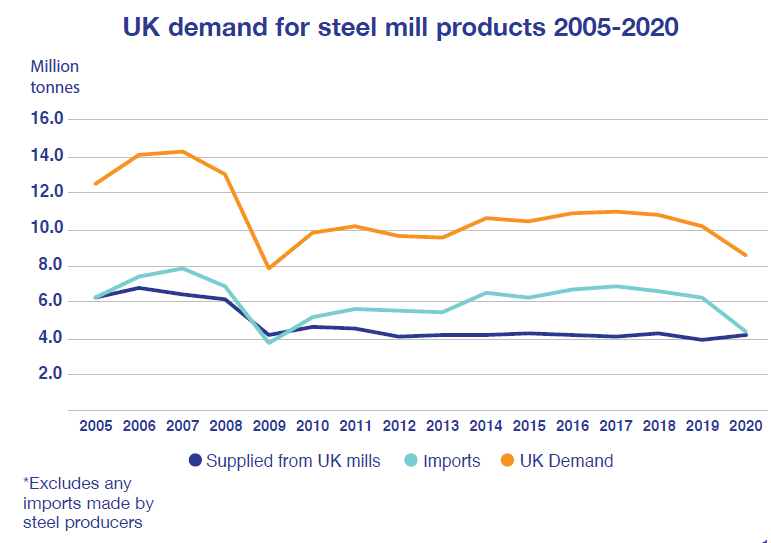 UK demand for steel mill products 2005-2020
Million
tonnes
16.0
14.0
12.0
10.0
8.0
6.0
4.0
2.0
2005 2006 2007 2008 2009 2010 2011 2012 2013 2014 2015 2016 2017 2018 2019 2020
Supplied from UK mills Imports UK Demand
*Excludes any
imports made by
steel producers